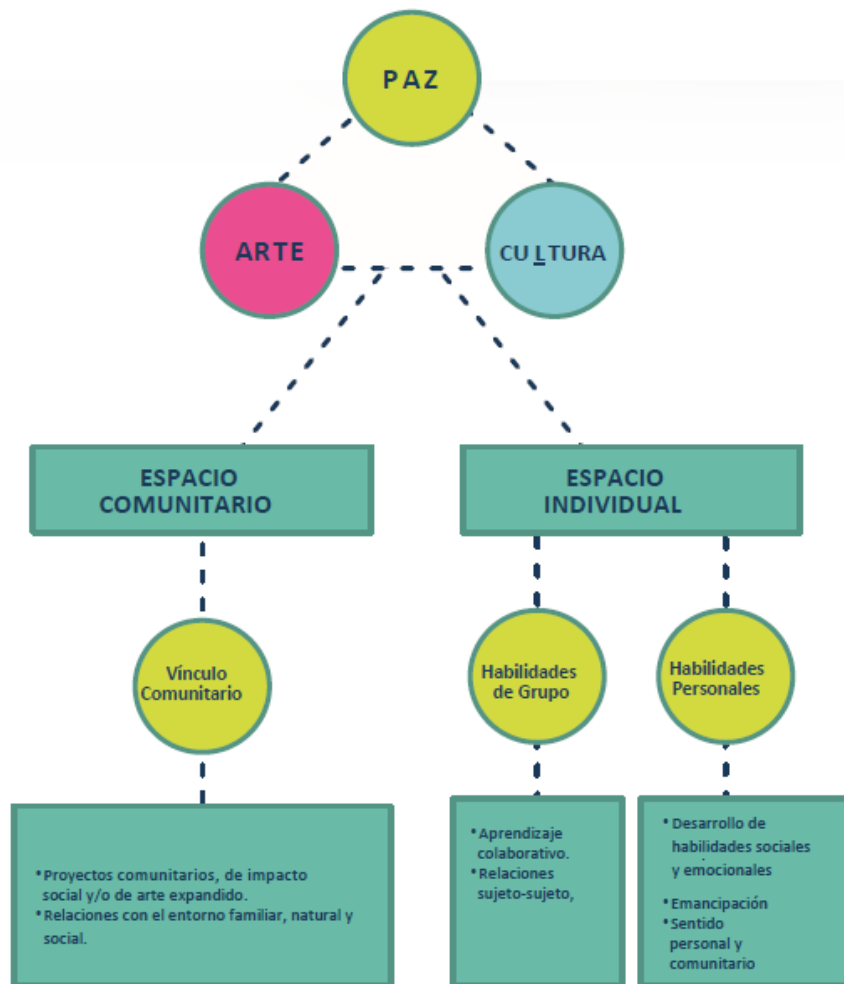 PAZ
ARTE
CULTURA
ESPACIO
COMUNITARIO
ESPACIO
INDIVIDUAL
Vínculo
Comunitario
Habilidades
de Grupo
Habilidades
Personales
• Proyectos comunitarios, de impacto
social y/o de arte expandido.
• Relaciones con el entorno familiar, natural y
social.
• Aprendizaje
colaborativo.
• Relaciones
sujeto-sujeto,
• Desarrollo de
habilidades sociales
y emocionales
• Emancipación
• Sentido
personal y
comunitario